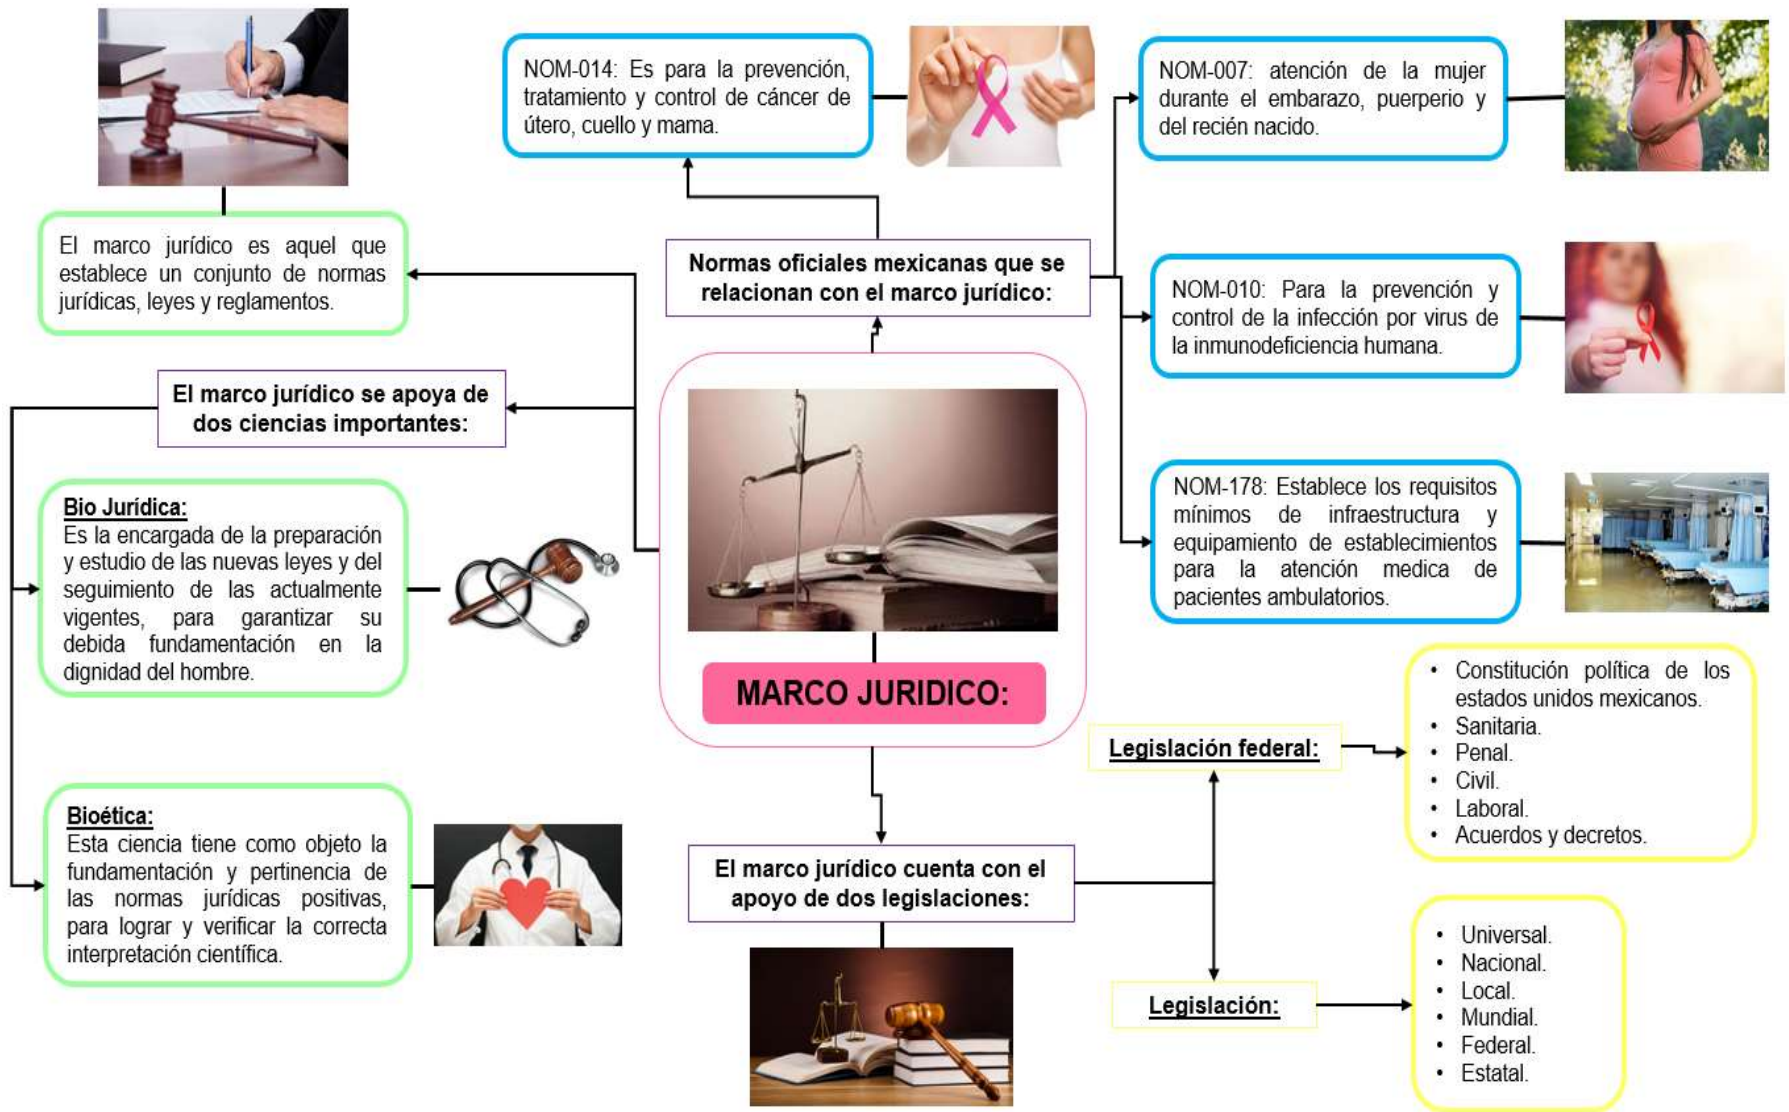 NOM-014: Es para la prevención,
tratamiento y control de cáncer de
útero, cuello y mama.
NOM-007: atención de la mujer
durante el embarazo, puerperio y
del recién nacido.
El marco jurídico es aquel que
establece un conjunto de normas
jurídicas, leyes y reglamentos.
Normas oficiales mexicanas que se
relacionan con el marco jurídico:
NOM-010: Para la prevención y
control de la infección por virus de
la inmunodeficiencia humana.
El marco jurídico se apoya de
dos ciencias importantes:
NOM-178: Establece los requisitos
mínimos de infraestructura y
equipamiento de establecimientos
para la atención medica de
pacientes ambulatorios.
Bio Jurídica:
Es la encargada de la preparación
y estudio de las nuevas leyes y del
seguimiento de las actualmente
vigentes, para garantizar su
debida fundamentación en la
dignidad del hombre.
MARCO JURIDICO:
Legislación federal:
• Constitución política de los
estados unidos mexicanos.
• Sanitaria.
• Penal.
• Civil.
• Laboral.
• Acuerdos y decretos.
Bioética:
Esta ciencia tiene como objeto la
fundamentación y pertinencia de
las normas jurídicas positivas,
para lograr y verificar la correcta
interpretación científica.
El marco jurídico cuenta con el
apoyo de dos legislaciones:
Legislación:
• Universal.
• Nacional.
• Local.
• Mundial.
• Federal.
• Estatal.